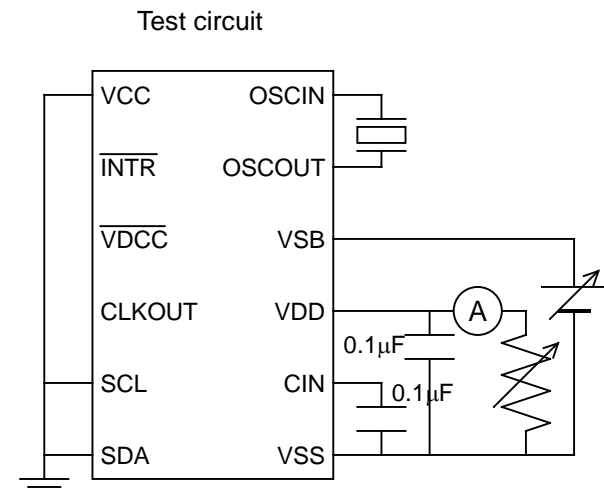 Test circuit
VCC OSCIN
INTR OSCOUT
VDCC VSB
CLKOUT VDD A
0.1μF
SCL CIN 0.1μF
SDA VSS